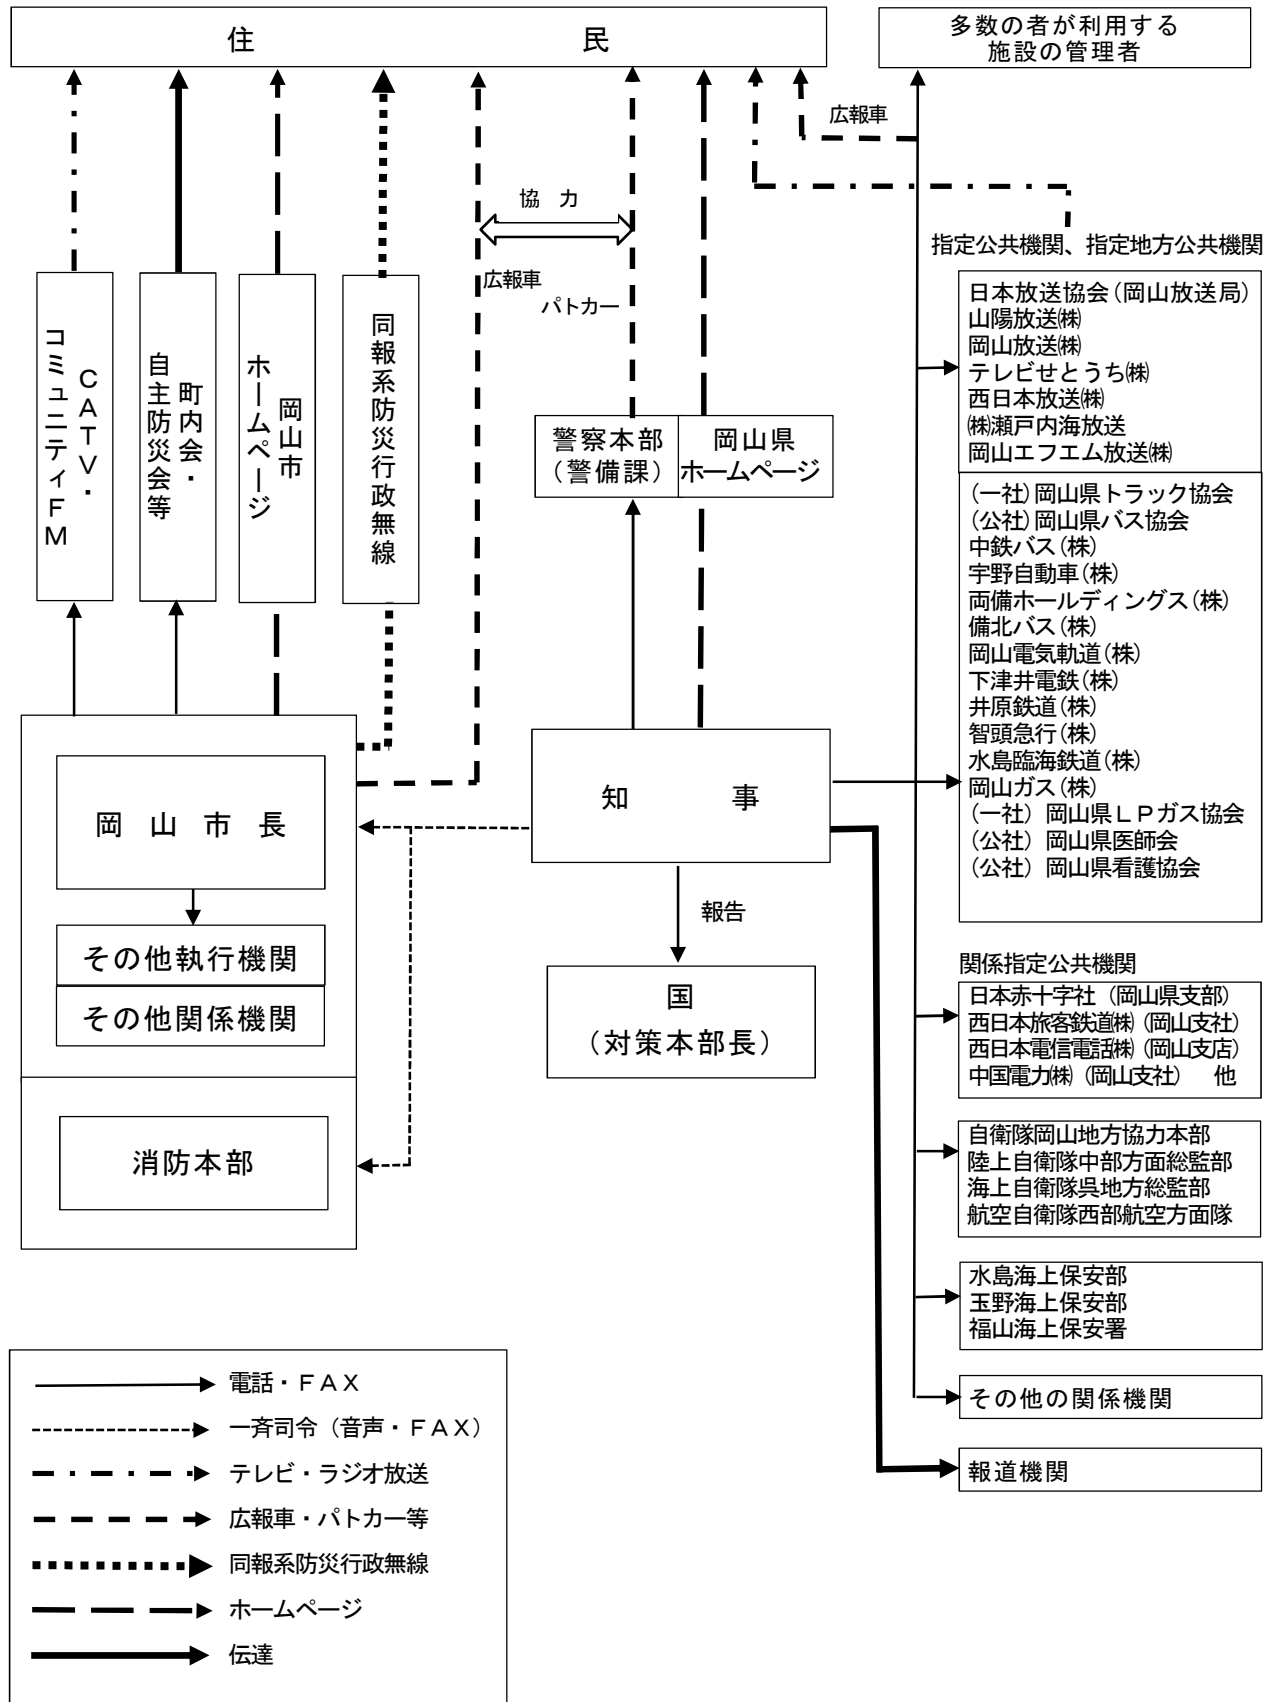 住　民
多数の者が利用する
施設の管理者
広報車
協　力
指定公共機関、指定地方公共機関
広報車
パトカー
CATV・
コミュニティFM
町内会・
自主防災会等
岡山市
ホームページ
同報系防災行政無線
警察本部
（警備課）
岡山県
ホームページ
日本放送協会(岡山放送局)
山陽放送㈱
岡山放送㈱
テレビせとうち㈱
西日本放送㈱
㈱瀬戸内海放送
岡山エフエム放送㈱
(一社)岡山県トラック協会
(公社)岡山県バス協会
中鉄バス(株)
宇野自動車(株)
両備ホールディングス(株)
備北バス(株)
岡山電気軌道(株)
下津井電鉄(株)
井原鉄道(株)
智頭急行(株)
水島臨海鉄道(株)
岡山ガス(株)
(一社）岡山県ＬＰガス協会
(公社）岡山県医師会
(公社）岡山県看護協会
岡山市長
知　事
その他執行機関
その他関係機関
消防本部
報告
国
（対策本部長）
関係指定公共機関
日本赤十字社（岡山県支部）
西日本旅客鉄道㈱（岡山支社）
西日本電信電話㈱（岡山支店）
中国電力㈱（岡山支社）　他
自衛隊岡山地方協力本部
陸上自衛隊中部方面総監部
海上自衛隊呉地方総監部
航空自衛隊西部航空方面隊
水島海上保安部
玉野海上保安部
福山海上保安署
その他の関係機関
報道機関
電話・ＦＡＸ
一斉司令（音声・ＦＡＸ）
テレビ・ラジオ放送
広報車・パトカー等
同報系防災行政無線
ホームページ
伝達